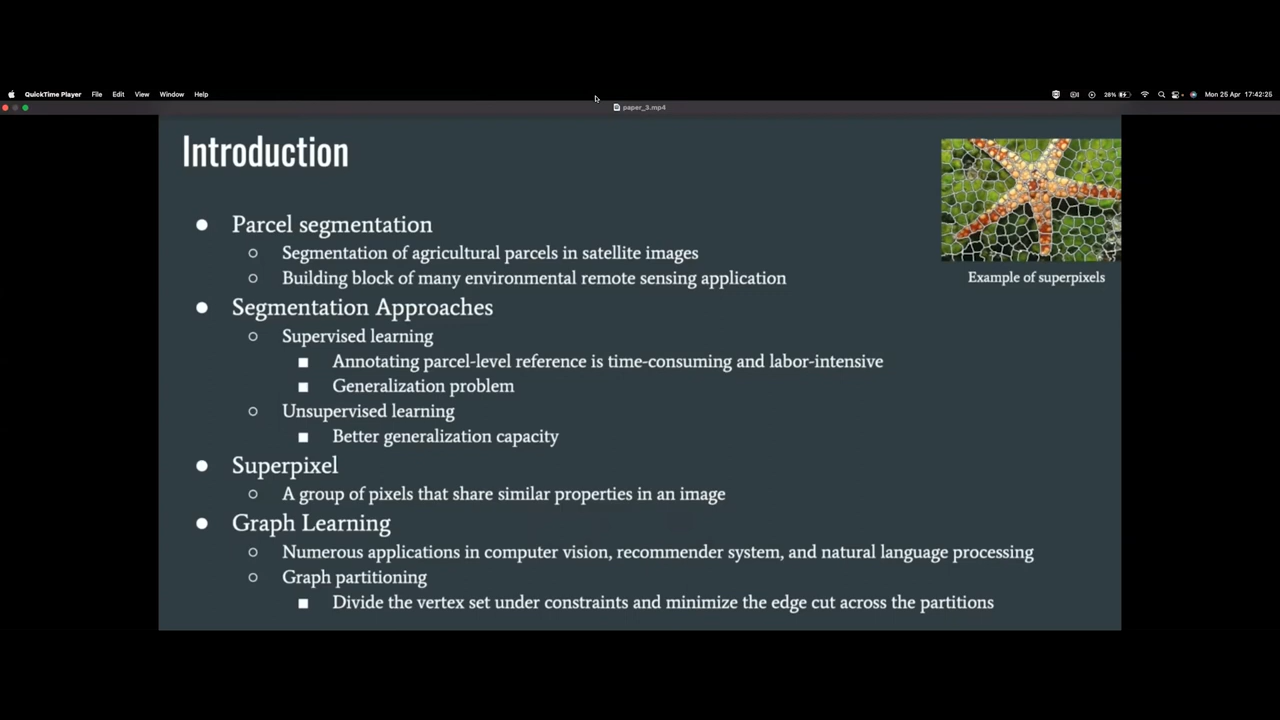 QuickTime Player File Edit View Window Help 28% Mon 25 Apr 17:42:25
paper_3.mp4
Introduction
Example of superpixels
● Parcel segmentation
○ Segmentation of agricultural parcels in satellite images
○ Building block of many environmental remote sensing application
● Segmentation Approaches
○ Supervised learning
■ Annotating parcel-level reference is time-consuming and labor-intensive
■ Generalization problem
○ Unsupervised learning
■ Better generalization capacity
● Superpixel
○ A group of pixels that share similar properties in an image
● Graph Learning
○ Numerous applications in computer vision, recommender system, and natural language processing
○ Graph partitioning
■ Divide the vertex set under constraints and minimize the edge cut across the partitions